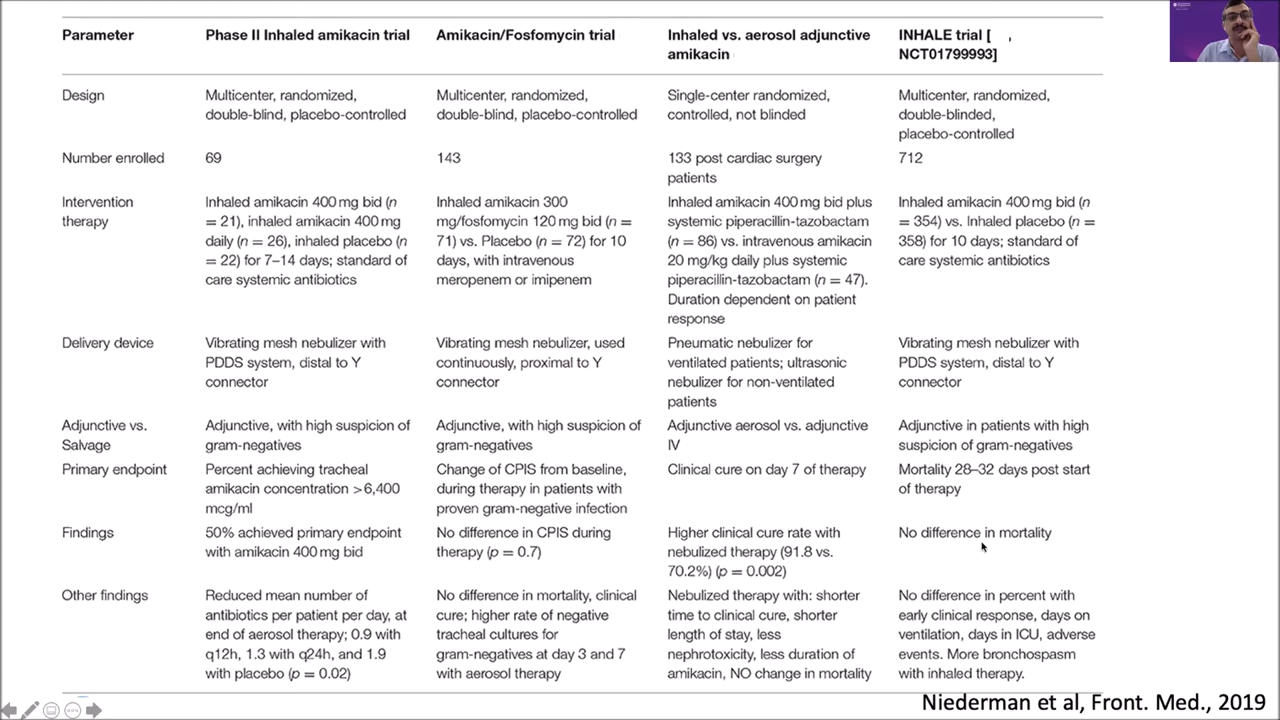 Parameter
Phase II Inhaled amikacin trial
Amikacin/Fosfomycin trial
Inhaled vs. aerosol adjunctive
amikacin
INHALE trial [ ,
NCT01799993]
Design
Multicenter, randomized,
double-blind, placebo-controlled
Multicenter, randomized,
double-blind, placebo-controlled
Single-center randomized,
controlled, not blinded
Multicenter, randomized,
double-blinded,
placebo-controlled
Number enrolled
69
143
133 post cardiac surgery
patients
712
Intervention
therapy
Inhaled amikacin 400 mg bid (n
= 21), inhaled amikacin 400 mg
daily (n = 26), inhaled placebo (n
= 22) for 7–14 days; standard of
care systemic antibiotics
Inhaled amikacin 300
mg/fosfomycin 120 mg bid (n =
71) vs. Placebo (n = 72) for 10
days, with intravenous
meropenem or imipenem
Inhaled amikacin 400 mg bid plus
systemic piperacillin-tazobactam
(n = 86) vs. intravenous amikacin
20 mg/kg daily plus systemic
piperacillin-tazobactam (n = 47).
Duration dependent on patient
response
Inhaled amikacin 400 mg bid (n
= 354) vs. Inhaled placebo (n =
358) for 10 days; standard of
care systemic antibiotics
Delivery device
Vibrating mesh nebulizer with
PDDS system, distal to Y
connector
Vibrating mesh nebulizer, used
continuously, proximal to Y
connector
Pneumatic nebulizer for
ventilated patients; ultrasonic
nebulizer for non-ventilated
patients
Vibrating mesh nebulizer with
PDDS system, distal to Y
connector
Adjunctive vs.
Salvage
Adjunctive, with high suspicion of
gram-negatives
Adjunctive, with high suspicion of
gram-negatives
Adjunctive aerosol vs. adjunctive
IV
Adjunctive in patients with high
suspicion of gram-negatives
Primary endpoint
Percent achieving tracheal
amikacin concentration >6,400
mcg/ml
Change of CPIS from baseline,
during therapy in patients with
proven gram-negative infection
Clinical cure on day 7 of therapy
Mortality 28–32 days post start
of therapy
Findings
50% achieved primary endpoint
with amikacin 400 mg bid
No difference in CPIS during
therapy (p = 0.7)
Higher clinical cure rate with
nebulized therapy (91.8 vs.
70.2%) (p = 0.002)
No difference in mortality
Other findings
Reduced mean number of
antibiotics per patient per day, at
end of aerosol therapy; 0.9 with
q12h, 1.3 with q24h, and 1.9
with placebo (p = 0.02)
No difference in mortality, clinical
cure; higher rate of negative
tracheal cultures for
gram-negatives at day 3 and 7
with aerosol therapy
Nebulized therapy with: shorter
time to clinical cure, shorter
length of stay, less
nephrotoxicity, less duration of
amikacin, NO change in mortality
No difference in percent with
early clinical response, days on
ventilation, days in ICU, adverse
events. More bronchospasm
with inhaled therapy.
Niederman et al, Front. Med., 2019